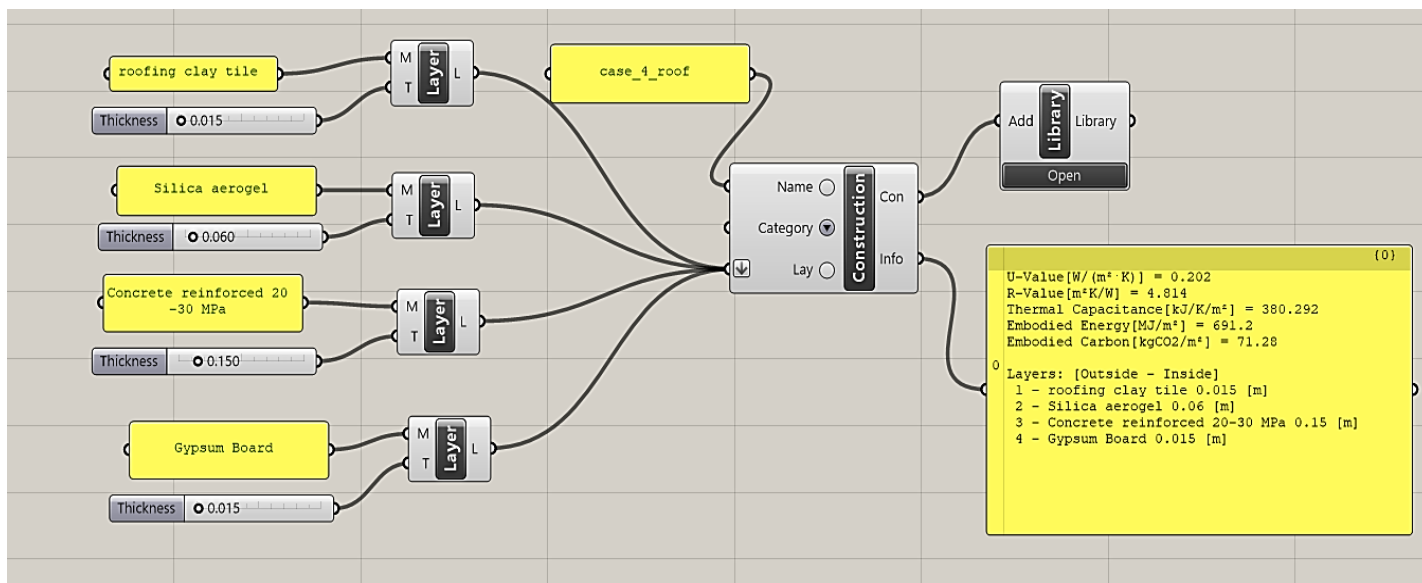 roofing clay tile
M
T
Layer
L
Thickness
0.015
case_4_roof
Add
Library
Library
Open
Silica aerogel
M
T
Layer
L
Thickness
0.060
Name
Category
Lay
Construction
Con
Info
Concrete reinforced 20
-30 MPa
M
T
Layer
L
Thickness
0.150
Gypsum Board
M
T
Layer
L
Thickness
0.015
{0}
0
U-Value[W/(m²·K)] = 0.202
R-Value[m²K/W] = 4.814
Thermal Capacitance[kJ/K/m²] = 380.292
Embodied Energy[MJ/m²] = 691.2
Embodied Carbon[kgCO2/m²] = 71.28
Layers: [Outside - Inside]
1 - roofing clay tile 0.015 [m]
2 - Silica aerogel 0.06 [m]
3 - Concrete reinforced 20-30 MPa 0.15 [m]
4 - Gypsum Board 0.015 [m]